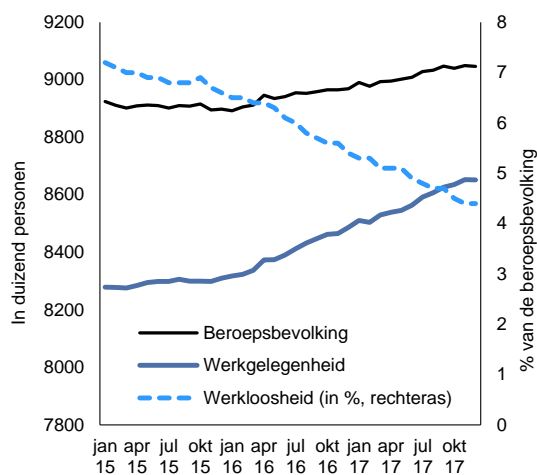 9200
9000
8800
8600
8400
8200
8000
7800
In duizend personen
8
7
6
5
4
3
2
1
0
% van de beroepsbevolking
Beroepsbevolking
Werkgelegenheid
Werkloosheid (in %, rechteras)
jan apr jul okt jan apr jul okt jan apr jul okt
15 15 15 15 16 16 16 16 17 17 17 17